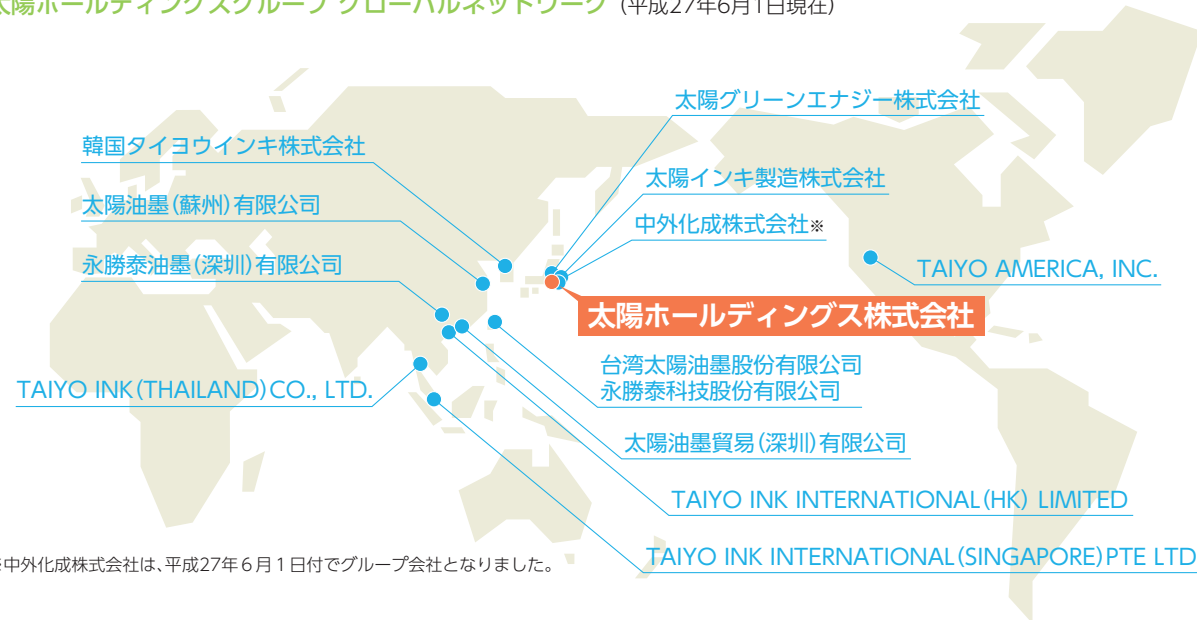 太陽ホールディングスグループ グローバルネットワーク（平成27年6月1日現在）
太陽グリーンエナジー株式会社
韓国タイヨウインキ株式会社
太陽インキ製造株式会社
太陽油墨（蘇州）有限公司
中外化成株式会社※
永勝泰油墨（深圳）有限公司
TAIYO AMERICA, INC.
太陽ホールディングス株式会社
台湾太陽油墨股份有限公司
永勝泰科技股份有限公司
TAIYO INK（THAILAND）CO., LTD.
太陽油墨貿易（深圳）有限公司
TAIYO INK INTERNATIONAL（HK）LIMITED
TAIYO INK INTERNATIONAL（SINGAPORE）PTE LTD
※中外化成株式会社は、平成27年６月１日付でグループ会社となりました。